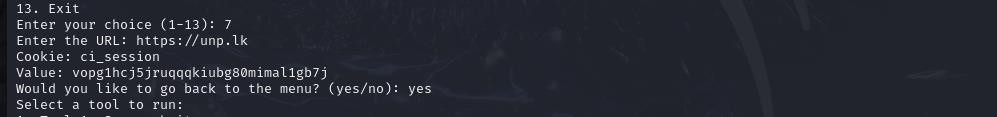 13. Exit
Enter your choice (1-13): 7
Enter the URL: https://unp.lk
Cookie: ci_session
Value: vopg1hcj5jruqqqkiubg80mimal1gb7j
Would you like to go back to the menu? (yes/no): yes
Select a tool to run: